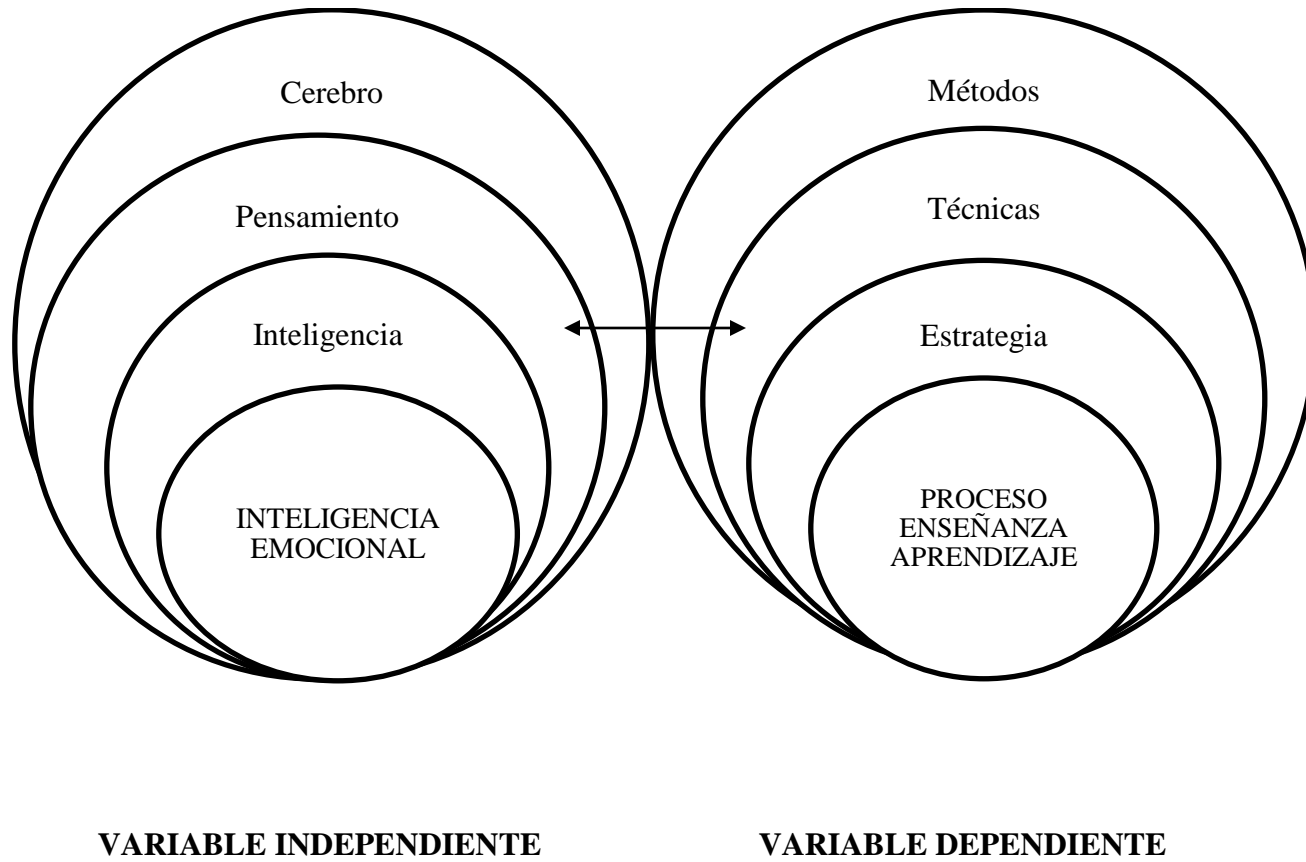 Cerebro
Pensamiento
Inteligencia
INTELIGENCIA
EMOCIONAL
Métodos
Técnicas
Estrategia
PROCESO
ENSEÑANZA
APRENDIZAJE
VARIABLE INDEPENDIENTE
VARIABLE DEPENDIENTE